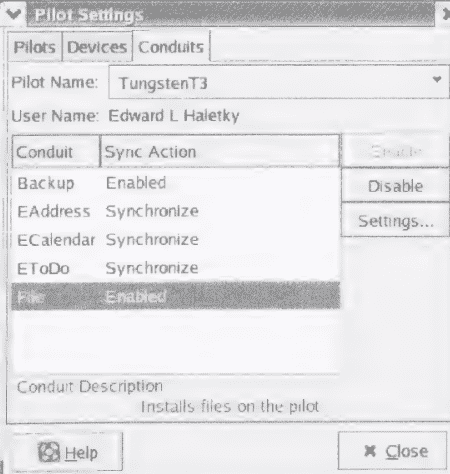 Pilot Settings
Pilots Devices Conduits
Pilot Name: TungstenT3
User Name: Edward L Haletky
Conduit Sync Action
Enable
Backup Enabled
Disable
EAddress Synchronize
Settings...
ECalendar Synchronize
EToDo Synchronize
File Enabled
Conduit Description
Installs files on the pilot
Help Close